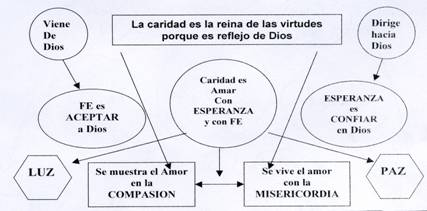 Viene
De
Dios
La caridad es la reina de las virtudes
porque es reflejo de Dios
Dirige
hacia
Dios
FE es
ACEPTAR
a Dios
Caridad es
Amar
Con
ESPERANZA
y con FE
ESPERANZA
es
CONFIAR
en Dios
LUZ
Se muestra el Amor
en la
COMPASION
Se vive el amor
con la
MISERICORDIA
PAZ